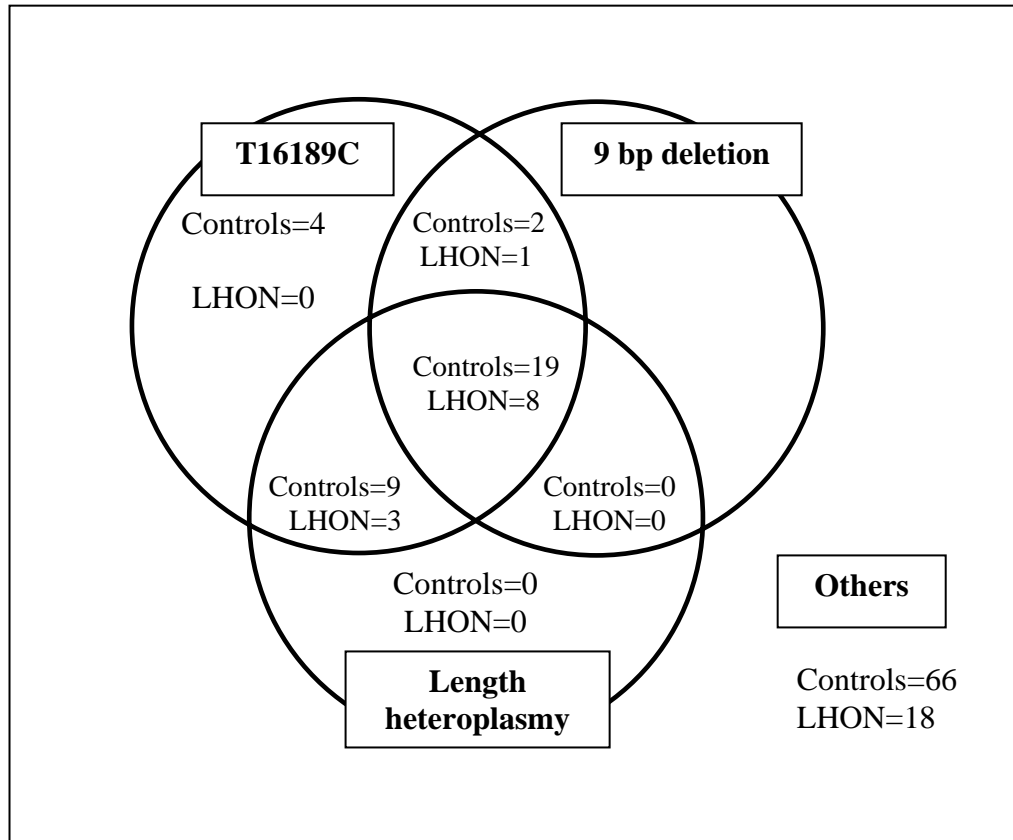 T16189C
9 bp deletion
Controls=4
LHON=0
Controls=2
LHON=1
Controls=19
LHON=8
Controls=9
LHON=3
Controls=0
LHON=0
Controls=0
LHON=0
Length
heteroplasmy
Others
Controls=66
LHON=18